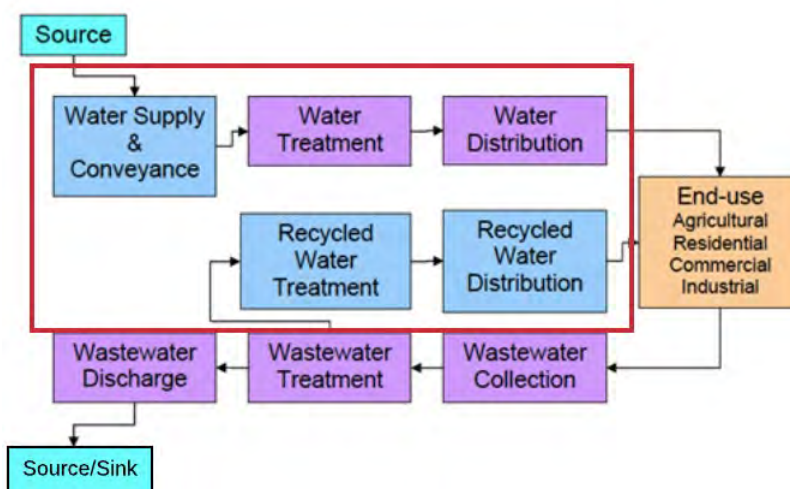 Source
Water Supply
&
Conveyance
Water
Treatment
Water
Distribution
End-use
Agricultural
Residential
Commercial
Industrial
Recycled
Water
Treatment
Recycled
Water
Distribution
Wastewater
Discharge
Wastewater
Treatment
Wastewater
Collection
Source/Sink